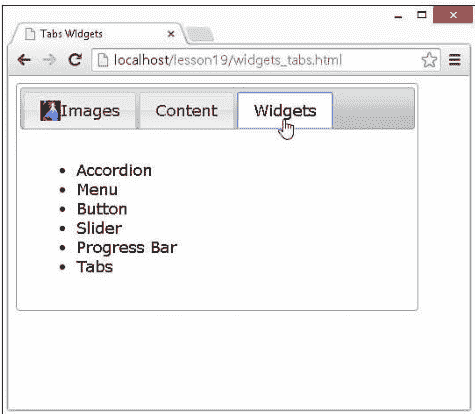 Tabs Widgets
localhost/lesson19/widgets_tabs.html
Images Content Widgets
Accordion
Menu
Button
Slider
Progress Bar
Tabs